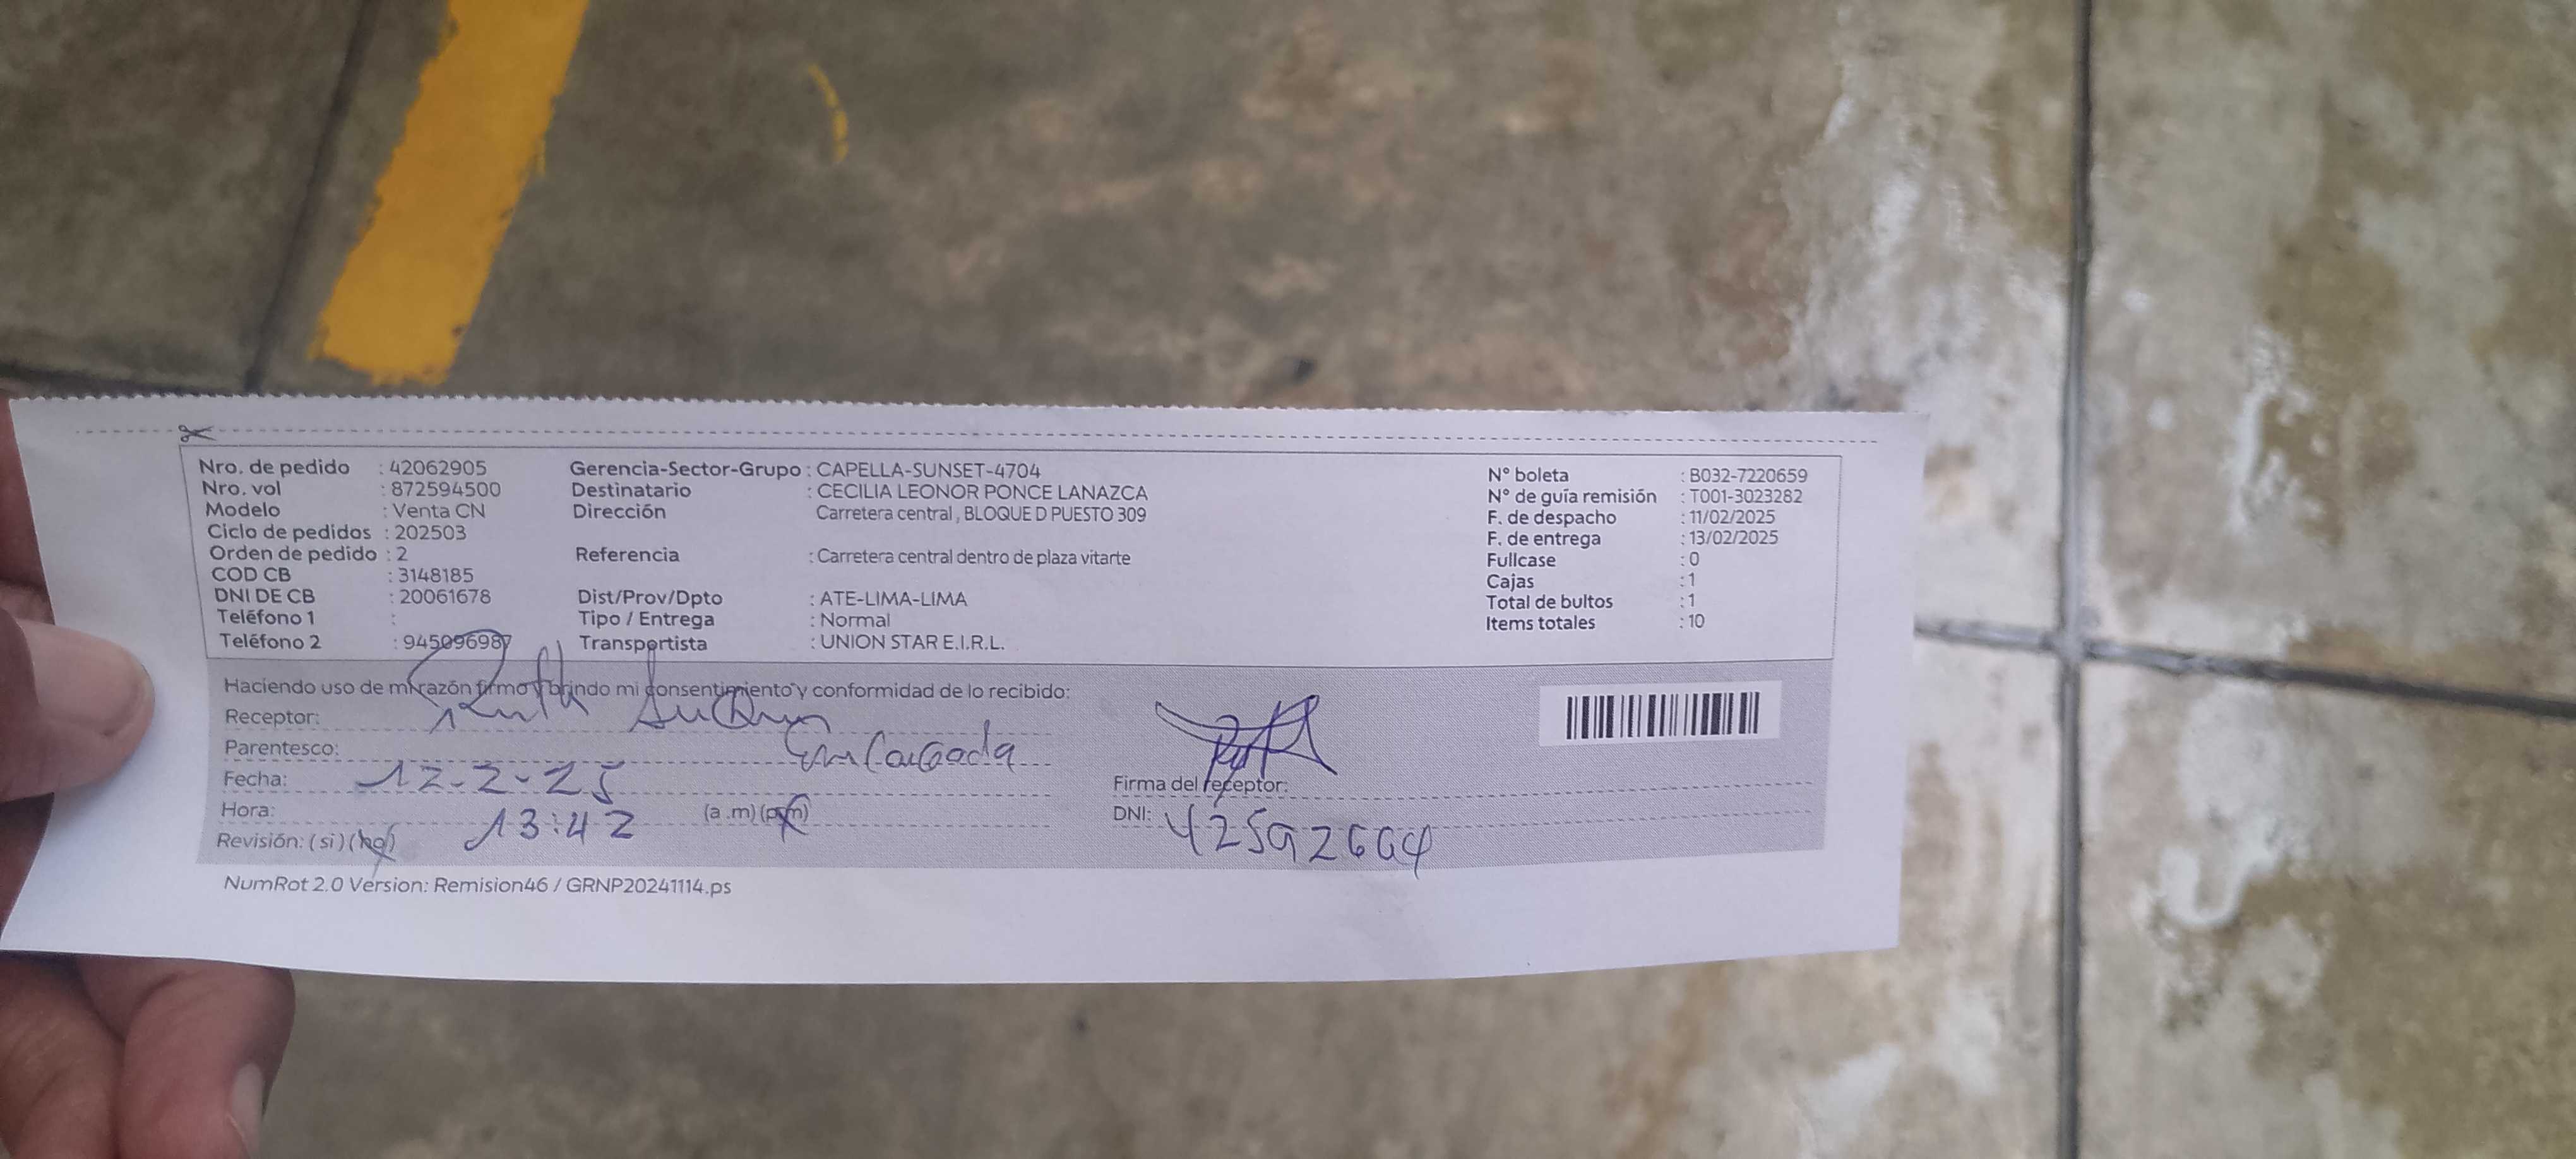 Nro. de pedido : 42062905
Nro. vol : 872594500
Modelo : Venta CN
Ciclo de pedidos : 202503
Orden de pedido : 2
COD CB : 3148185
DNI DE CB : 20061678
Teléfono 1 :
Teléfono 2 : 945096987
Gerencia-Sector-Grupo : CAPELLA-SUNSET-4704
Destinatario : CECILIA LEONOR PONCE LANAZCA
Dirección Carretera central , BLOQUE D PUESTO 309
Referencia : Carretera central dentro de plaza vitarte
Dist/Prov/Dpto : ATE-LIMA-LIMA
Tipo / Entrega : Normal
Transportista : UNION STAR E.I.R.L.
N° boleta : B032-7220659
N° de guía remisión : T001-3023282
F. de despacho : 11/02/2025
F. de entrega : 13/02/2025
Fullcase : 0
Cajas : 1
Total de bultos : 1
Items totales : 10
Haciendo uso de mi razón firmo y brindo mi consentimiento y conformidad de lo recibido:
Receptor: Ruth
Parentesco: Encargada
Fecha: 12-2-25
Hora: 13:42 (a .m) (p.m)
Revisión: (si) (no)
Firma del receptor:
DNI:
NumRot 2.0 Version: Remision46 / GRNP20241114.ps